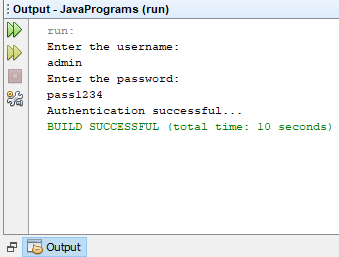 Output - JavaPrograms (run)
run:
Enter the username:
admin
Enter the password:
pass1234
Authentication successful...
BUILD SUCCESSFUL (total time: 10 seconds)
Output